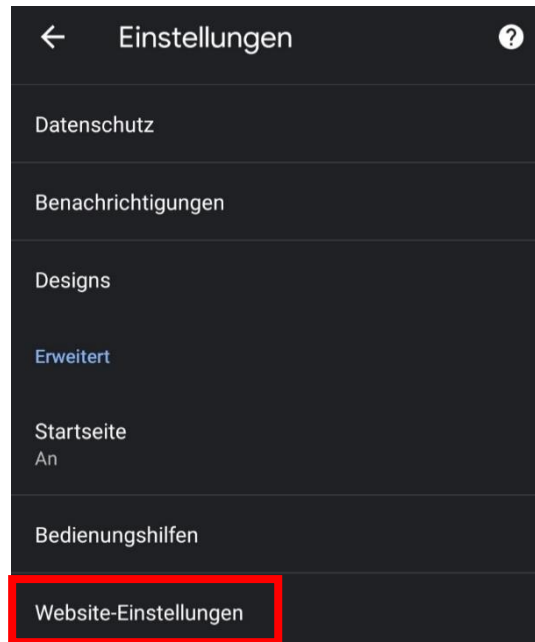 Einstellungen
Datenschutz
Benachrichtigungen
Designs
Erweitert
Startseite
An
Bedienungshilfen
Website-Einstellungen